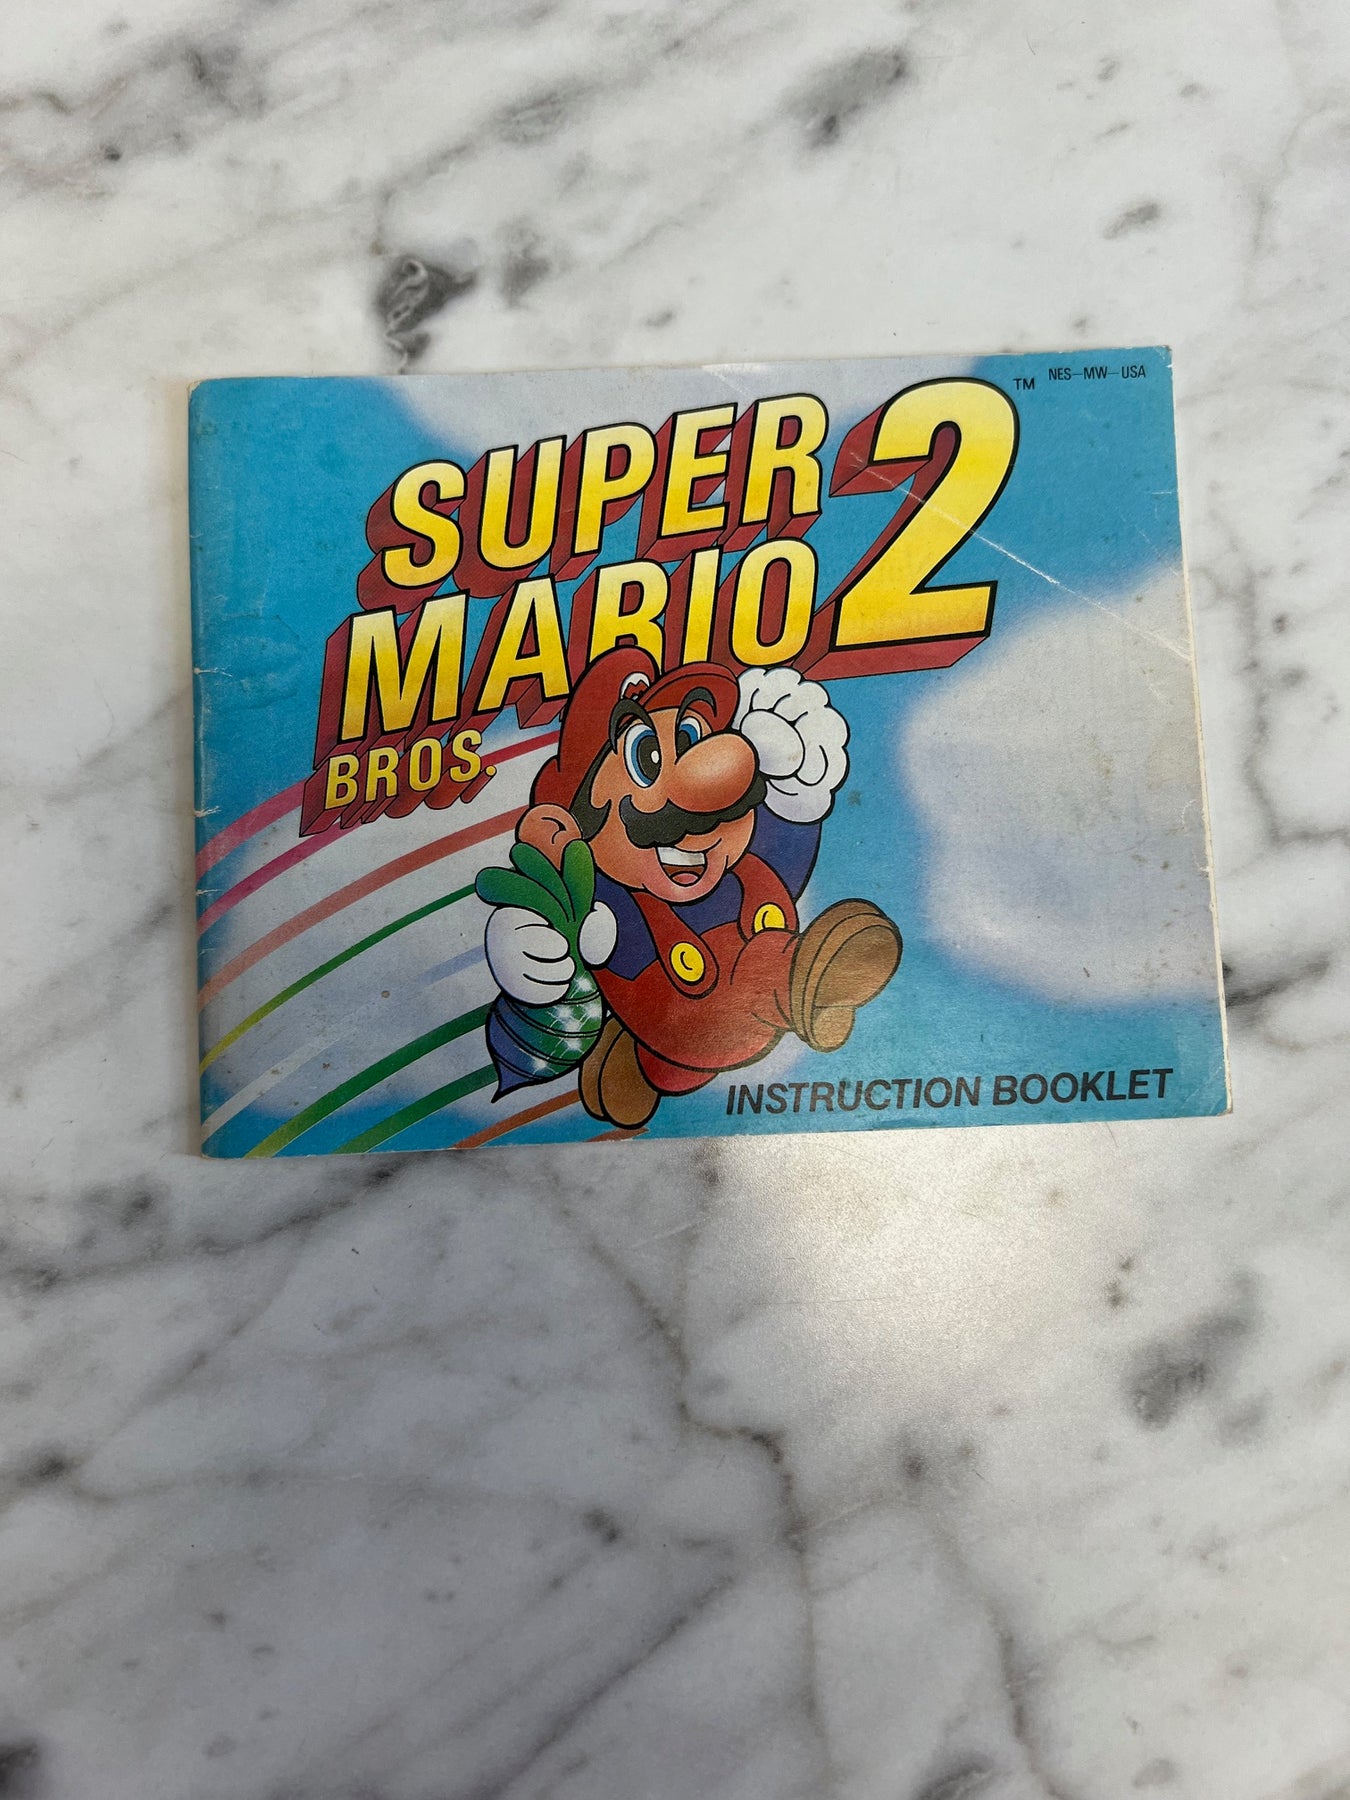 NES-MW-USA
SUPER
MARIO
BROS.
2
TM
M
INSTRUCTION BOOKLET